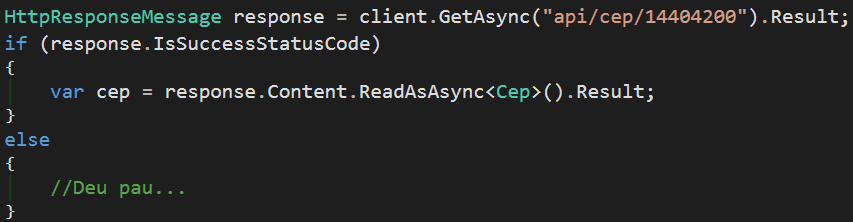 HttpResponseMessage response = client.GetAsync("api/cep/14404200").Result;
if (response.IsSuccessStatusCode)
{
    var cep = response.Content.ReadAsAsync<Cep>().Result;
}
else
{
    //Deu pau...
}